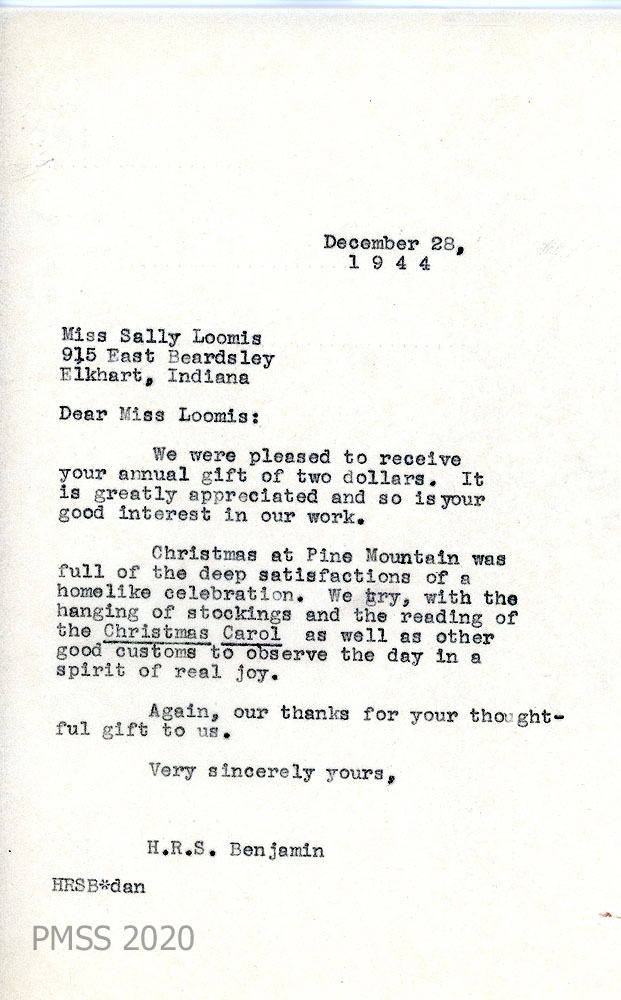 December 28,
1 9 4 4
Miss Sally Loomis
915 East Beardsley
Elkhart, Indiana
Dear Miss Loomis:
We were pleased to receive
your annual gift of two dollars. It
is greatly appreciated and so is your
good interest in our work.
Christmas at Pine Mountain was
full of the deep satisfactions of a
homelike celebration. We try, with the
hanging of stockings and the reading of
the Christmas Carol as well as other
good customs to observe the day in a
spirit of real joy.
Again, our thanks for your thought-
ful gift to us.
Very sincerely yours,
H.R.S. Benjamin
HRSB*dan
PMSS 2020